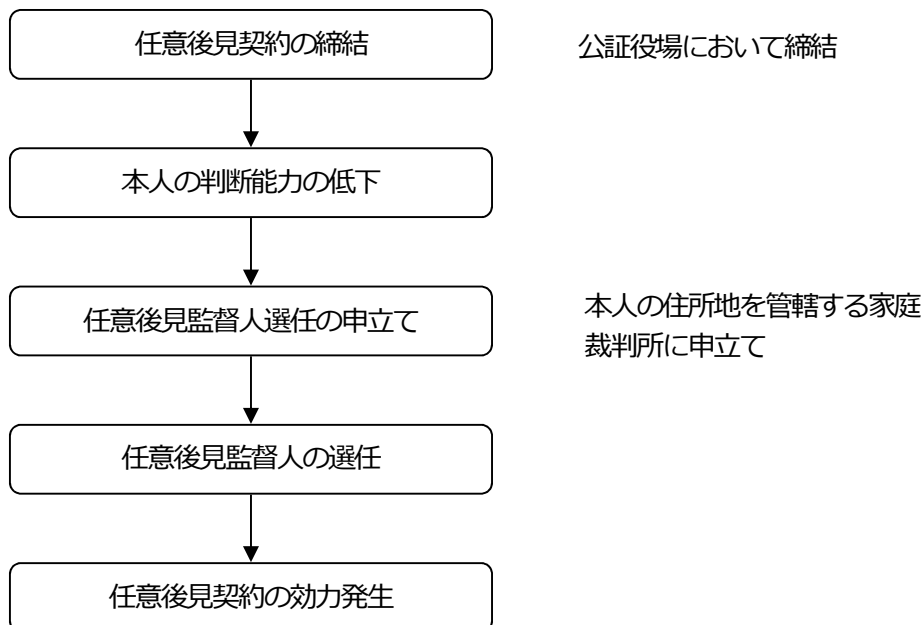 任意後見契約の締結
公証役場において締結
本人の判断能力の低下
任意後見監督人選任の申立て
本人の住所地を管轄する家庭
裁判所に申立て
任意後見監督人の選任
任意後見契約の効力発生